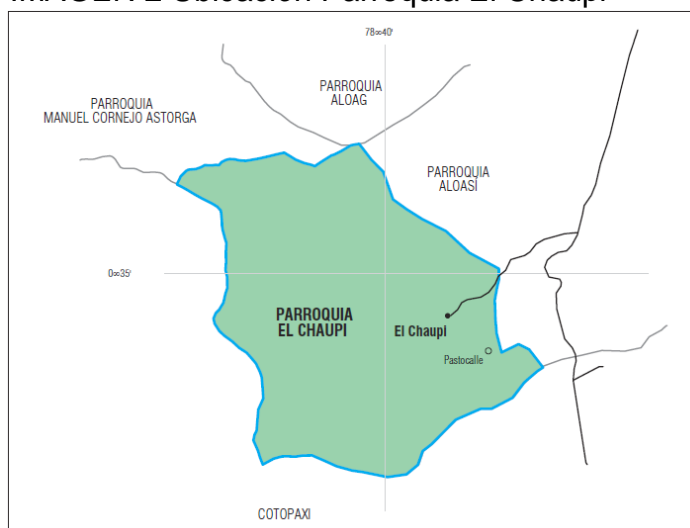 78∞40'
PARROQUIA
ALOAG
PARROQUIA
MANUEL CORNEJO ASTORGA
PARROQUIA
ALOASÍ
0∞35'
PARROQUIA
EL CHAUPI
El Chaupi
Pastocalle
COTOPAXI